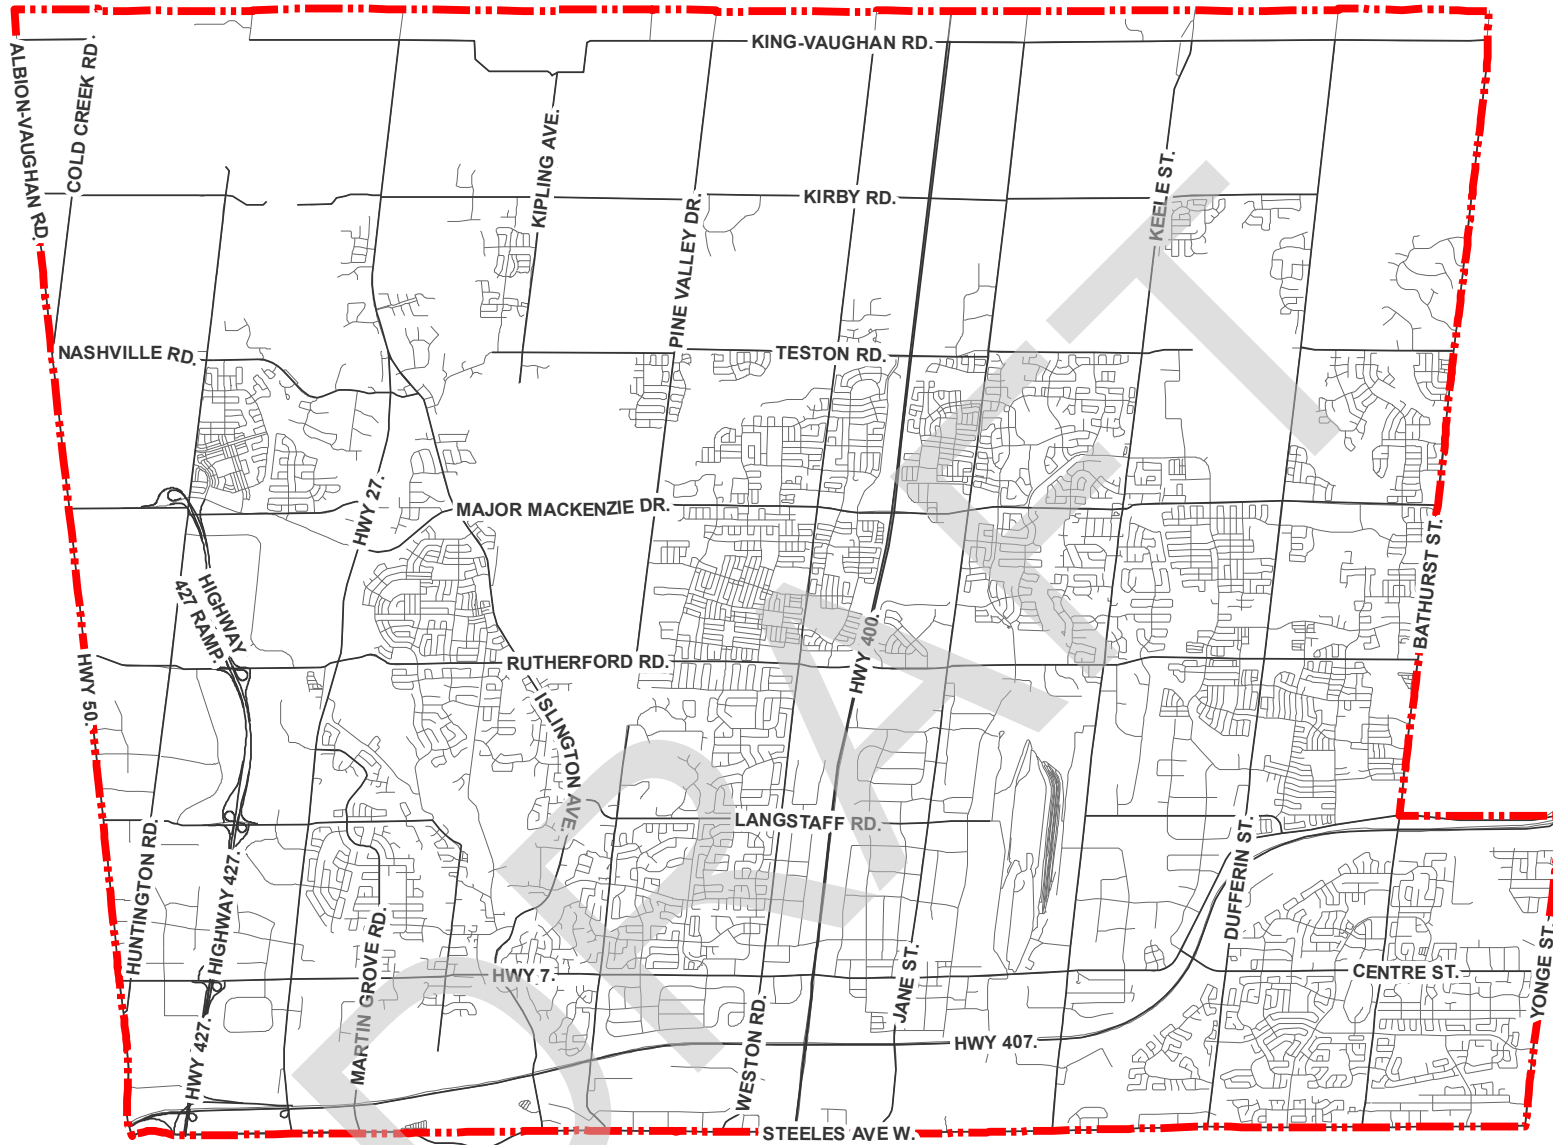 KING-VAUGHAN RD.
ALBION-VAUGHAN RD.
COLD CREEK RD.
KIPLING AVE.
PINE VALLEY DR.
KIRBY RD.
KEELE ST.
NASHVILLE RD.
TESTON RD.
HWY 27.
MAJOR MACKENZIE DR.
BATHURST ST.
HIGHWAY
427 RAMP.
HWY 50.
RUTHERFORD RD.
HWY 400.
ISLINGTON AVE.
LANGSTAFF RD.
DUFFERIN ST.
HUNTINGTON RD.
HIGHWAY 427.
MARTIN GROVE RD.
HWY 7.
JANE ST.
CENTRE ST.
YONGE ST.
HWY 427.
WESTON RD.
HWY 407.
STEELES AVE W.
DRAFT